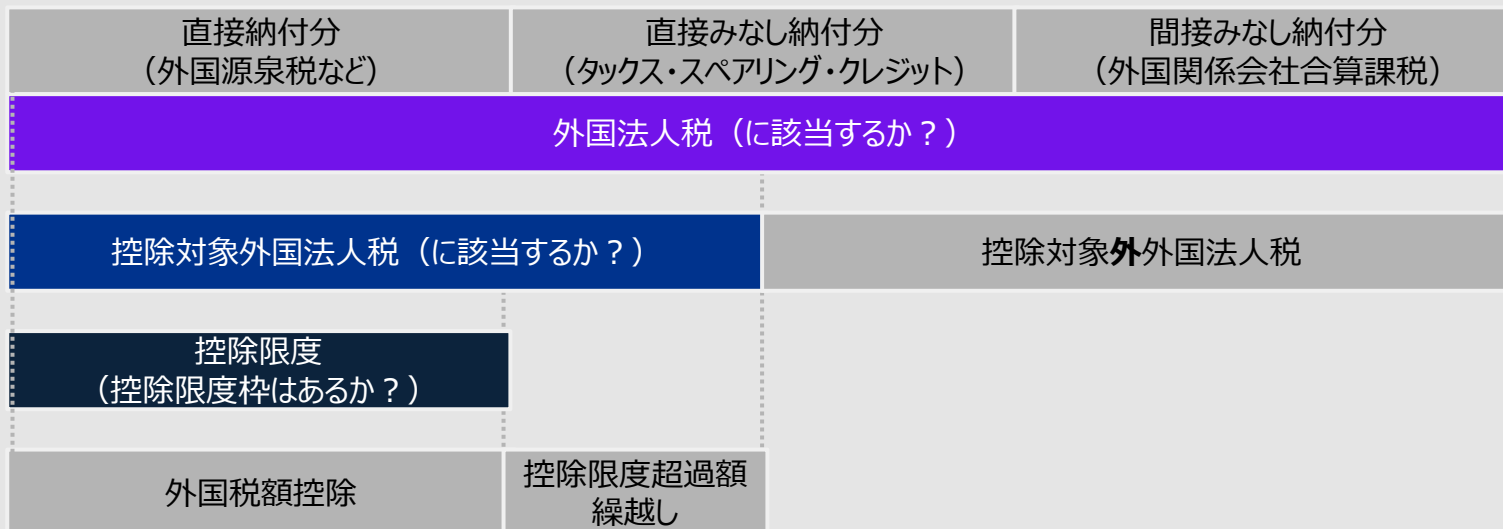 直接納付分
（外国源泉税など）
直接みなし納付分
（タックス・スペアリング・クレジット）
間接みなし納付分
（外国関係会社合算課税）
外国法人税（に該当するか？）
控除対象外国法人税（に該当するか？）
控除対象外外国法人税
控除限度
（控除限度枠はあるか？）
外国税額控除
控除限度超過額
繰越し